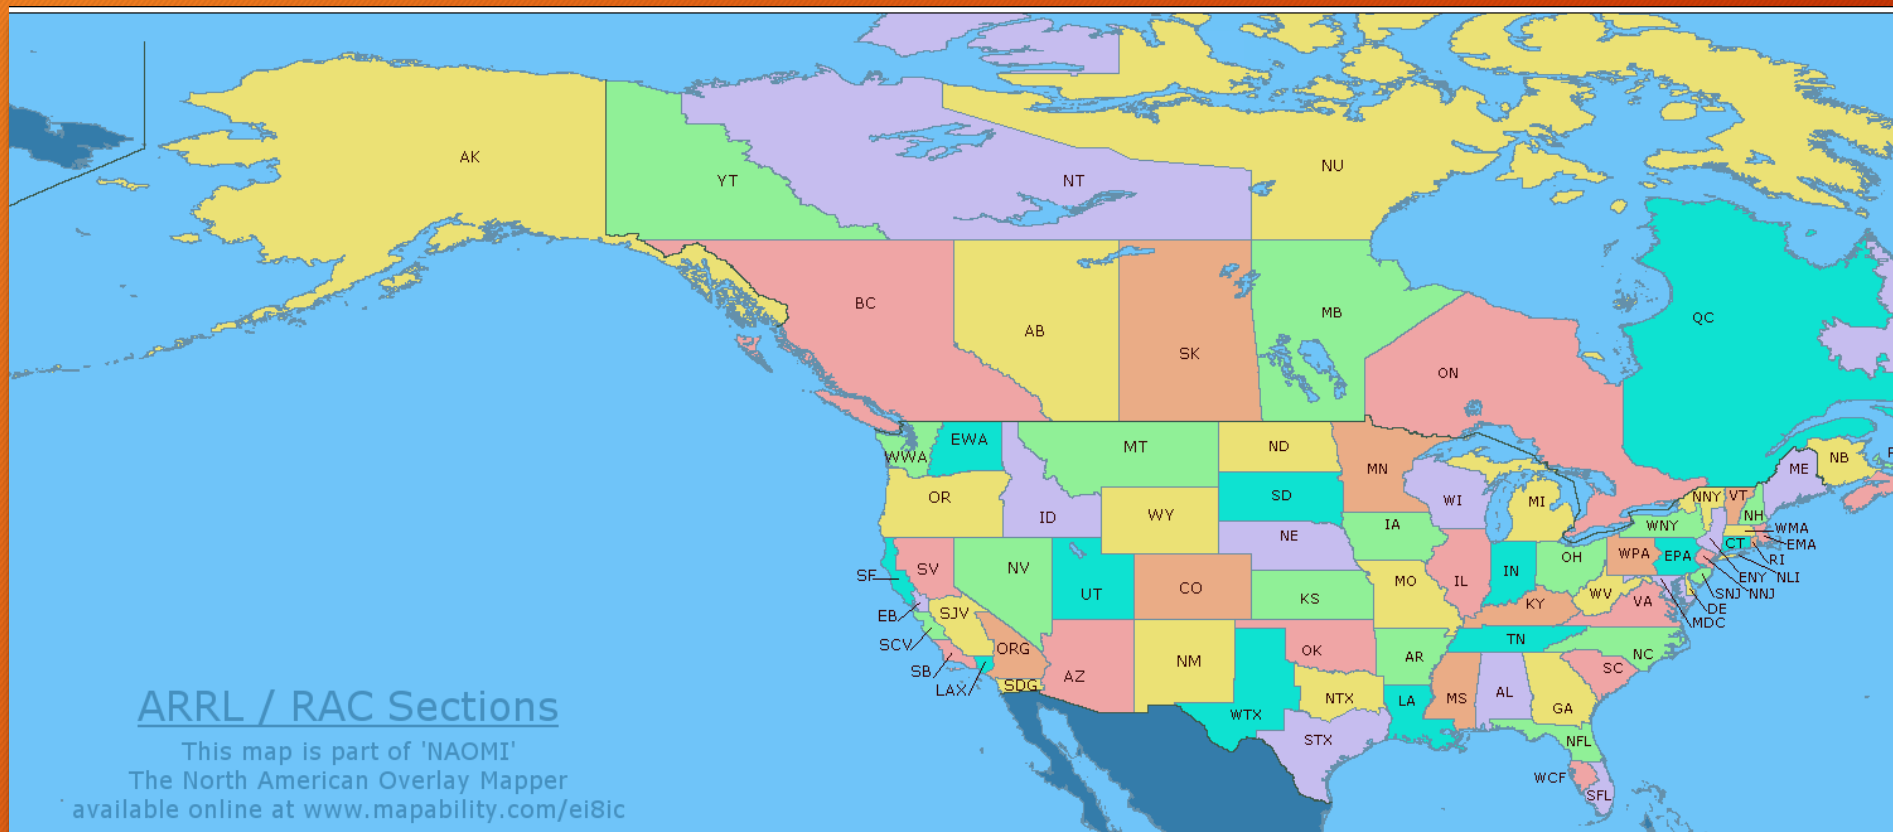 AK
YT
NT
NU
BC
AB
SK
MB
ON
QC
WWA
EWA
MT
ND
MN
ME
NB
OR
ID
WY
SD
WI
MI
NNY
VT
NH
WNY
WMA
EMA
RI
NLI
ENY
CT
IA
NE
SF
SV
NV
UT
CO
KS
MO
IL
IN
OH
WPA
EPA
NNJ
SNJ
DE
MDC
EB
SJV
SCV
SB
ORG
LAX
SDG
AZ
NM
OK
AR
KY
WV
VA
TN
NC
SC
WTX
NTX
STX
LA
MS
AL
GA
NFL
WCF
SFL
ARRL / RAC Sections
This map is part of 'NAOMI'
The North American Overlay Mapper
available online at www.mapability.com/ei8ic